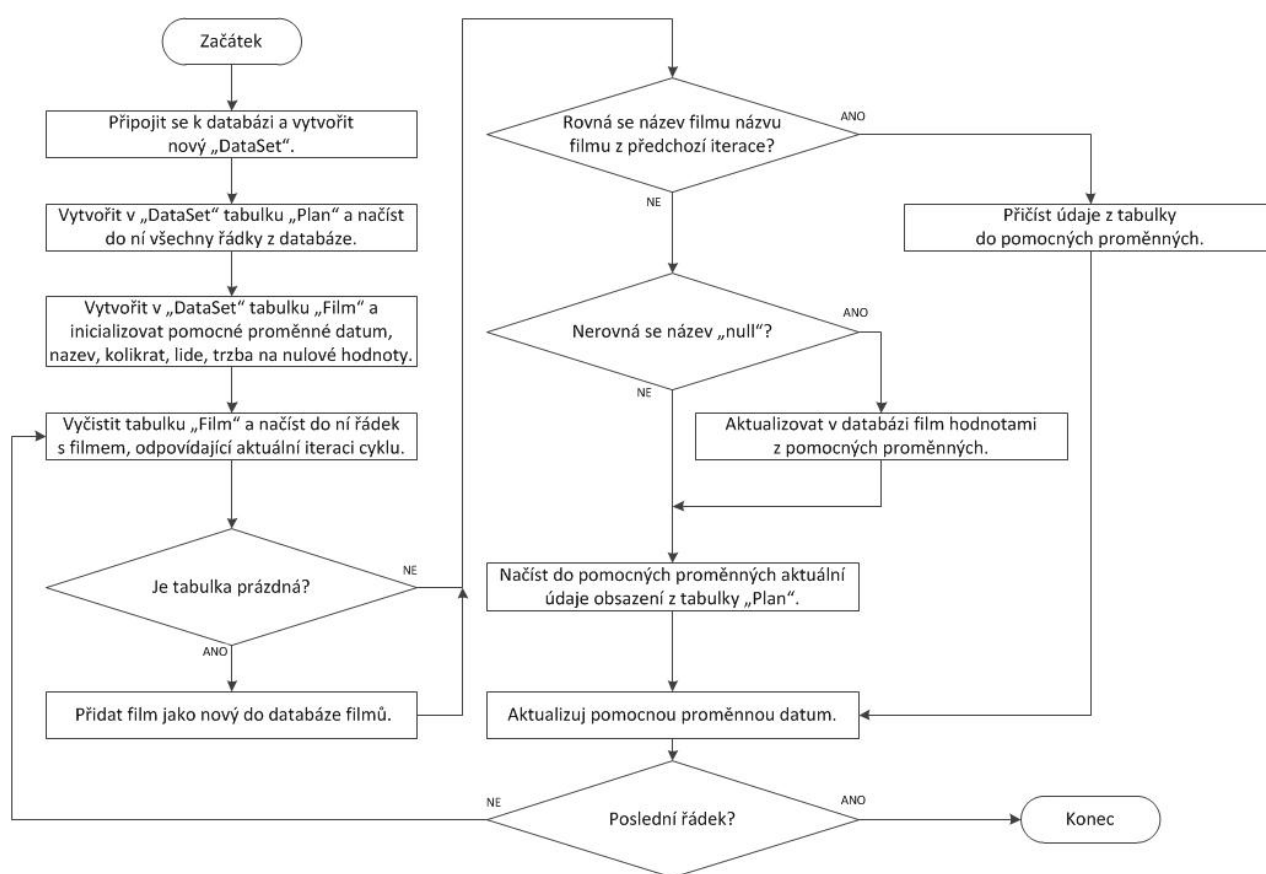 Začátek
Připojit se k databázi a vytvořit
nový „DataSet“.
Vytvořit v „DataSet“ tabulku „Plan“ a načíst
do ní všechny řádky z databáze.
Vytvořit v „DataSet“ tabulku „Film“ a
inicializovat pomocné proměnné datum,
nazev, kolikrat, lide, trzba na nulové hodnoty.
Vyčistit tabulku „Film“ a načíst do ní řádek
s filmem, odpovídající aktuální iteraci cyklu.
Je tabulka prázdná?
NE
ANO
Přidat film jako nový do databáze filmů.
Rovná se název filmu názvu
filmu z předchozí iterace?
ANO
NE
Přičíst údaje z tabulky
do pomocných proměnných.
Nerovná se název „null“?
ANO
NE
Aktualizovat v databázi film hodnotami
z pomocných proměnných.
Načíst do pomocných proměnných aktuální
údaje obsazení z tabulky „Plan“.
Aktualizuj pomocnou proměnnou datum.
Poslední řádek?
NE
ANO
Konec